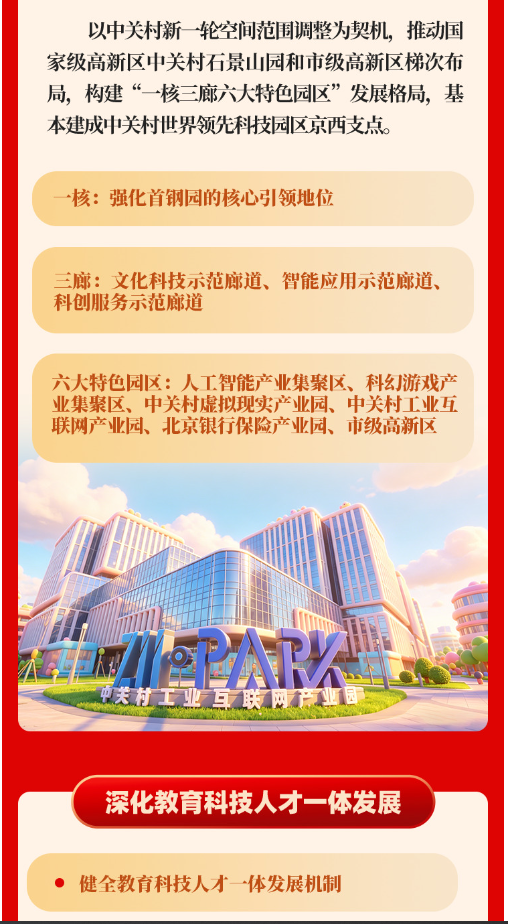 以中关村新一轮空间范围调整为契机，推动国
家级高新区中关村石景山园和市级高新区梯次布
局，构建“一核三廊六大特色园区”发展格局，基
本建成中关村世界领先科技园区京西支点。
一核：强化首钢园的核心引领地位
三廊：文化科技示范廊道、智能应用示范廊道、
科创服务示范廊道
六大特色园区：人工智能产业集聚区、科幻游戏产
业集聚区、中关村虚拟现实产业园、中关村工业互
联网产业园、北京银行保险产业园、市级高新区
PARK
中关村工业互联网产业园
深化教育科技人才一体发展
健全教育科技人才一体发展机制